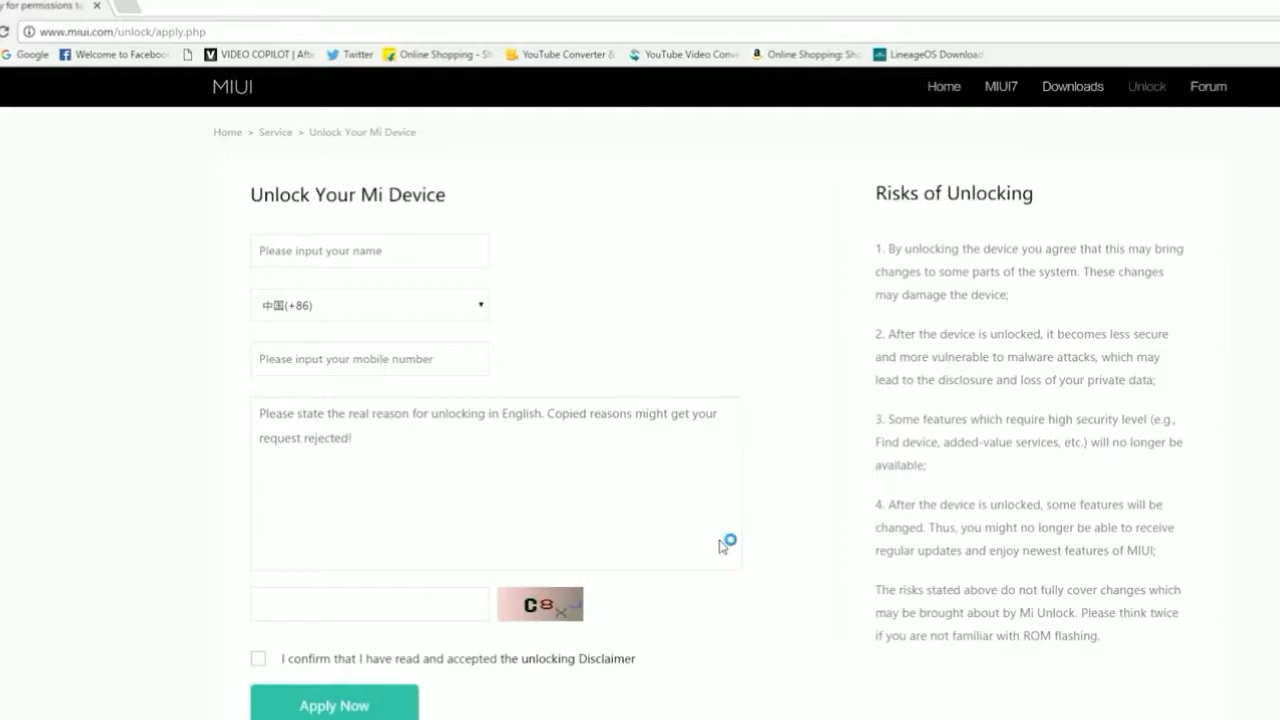 y for permissions t
www.miui.com/unlock/apply.php
Google Welcome to Faceboo VIDEO COPILOT | Aft Twitter Online Shopping - Sh YouTube Converter & YouTube Video Conv Online Shopping: Sho LineageOS Download
MIUI
Home MIUI7 Downloads Unlock Forum
Home > Service > Unlock Your Mi Device
Unlock Your Mi Device
Please input your name
中国(+86)
Please input your mobile number
Please state the real reason for unlocking in English. Copied reasons might get your
request rejected!
I confirm that I have read and accepted the unlocking Disclaimer
Apply Now
Risks of Unlocking
1. By unlocking the device you agree that this may bring
changes to some parts of the system. These changes
may damage the device;
2. After the device is unlocked, it becomes less secure
and more vulnerable to malware attacks, which may
lead to the disclosure and loss of your private data;
3. Some features which require high security level (e.g.,
Find device, added-value services, etc.) will no longer be
available;
4. After the device is unlocked, some features will be
changed. Thus, you might no longer be able to receive
regular updates and enjoy newest features of MIUI;
The risks stated above do not fully cover changes which
may be brought about by Mi Unlock. Please think twice
if you are not familiar with ROM flashing.